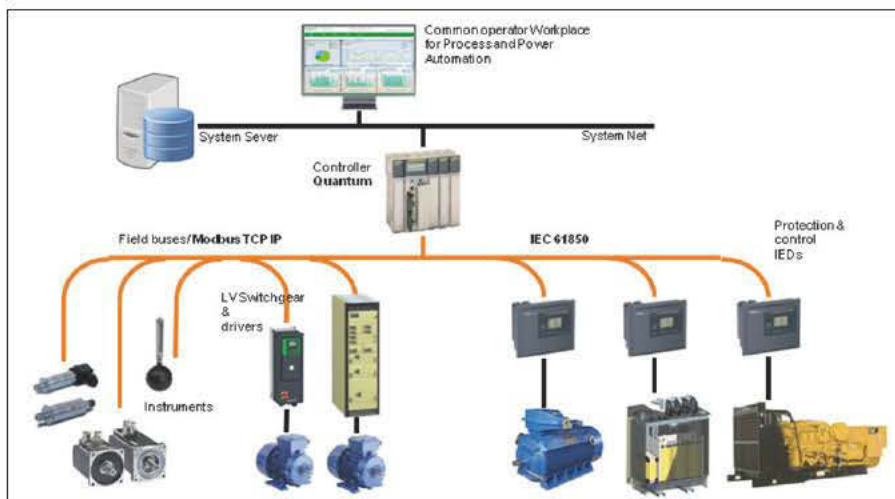 Common operator Workplace
for Process and Power
Automation
System Sever
System Net
Controller
Quantum
Field buses/Modbus TCP IP
IEC 61850
Protection &
control
IEDs
LV Switchgear
&
drivers
Instruments